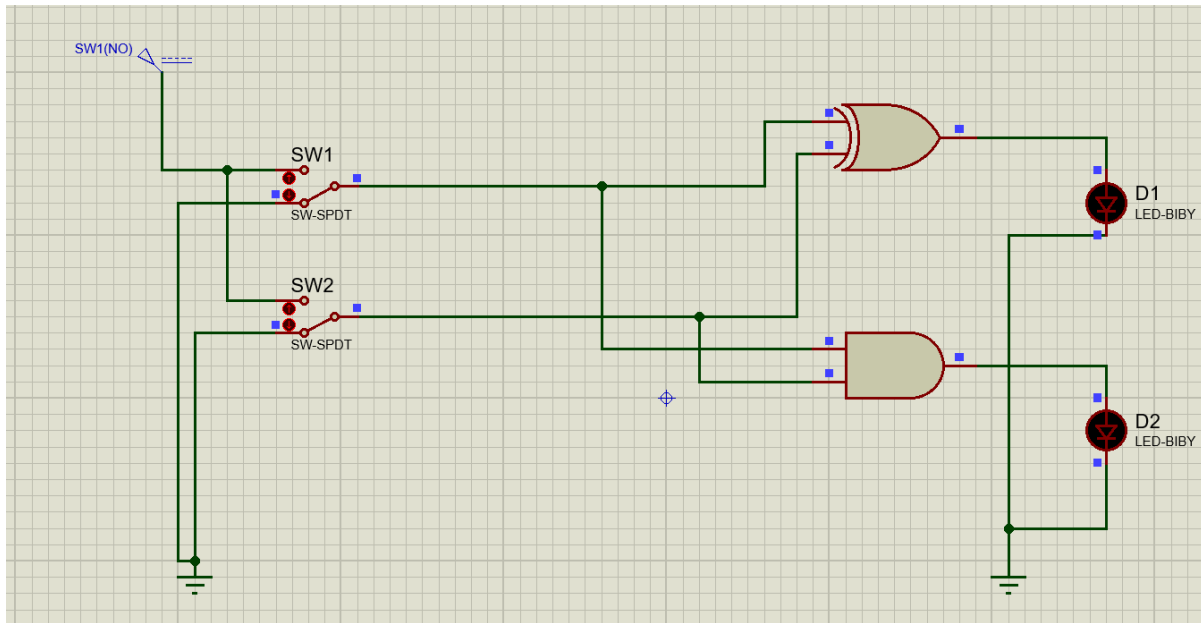 SW1(NO)
SW1
SW-SPDT
D1
LED-BIBY
SW2
SW-SPDT
D2
LED-BIBY